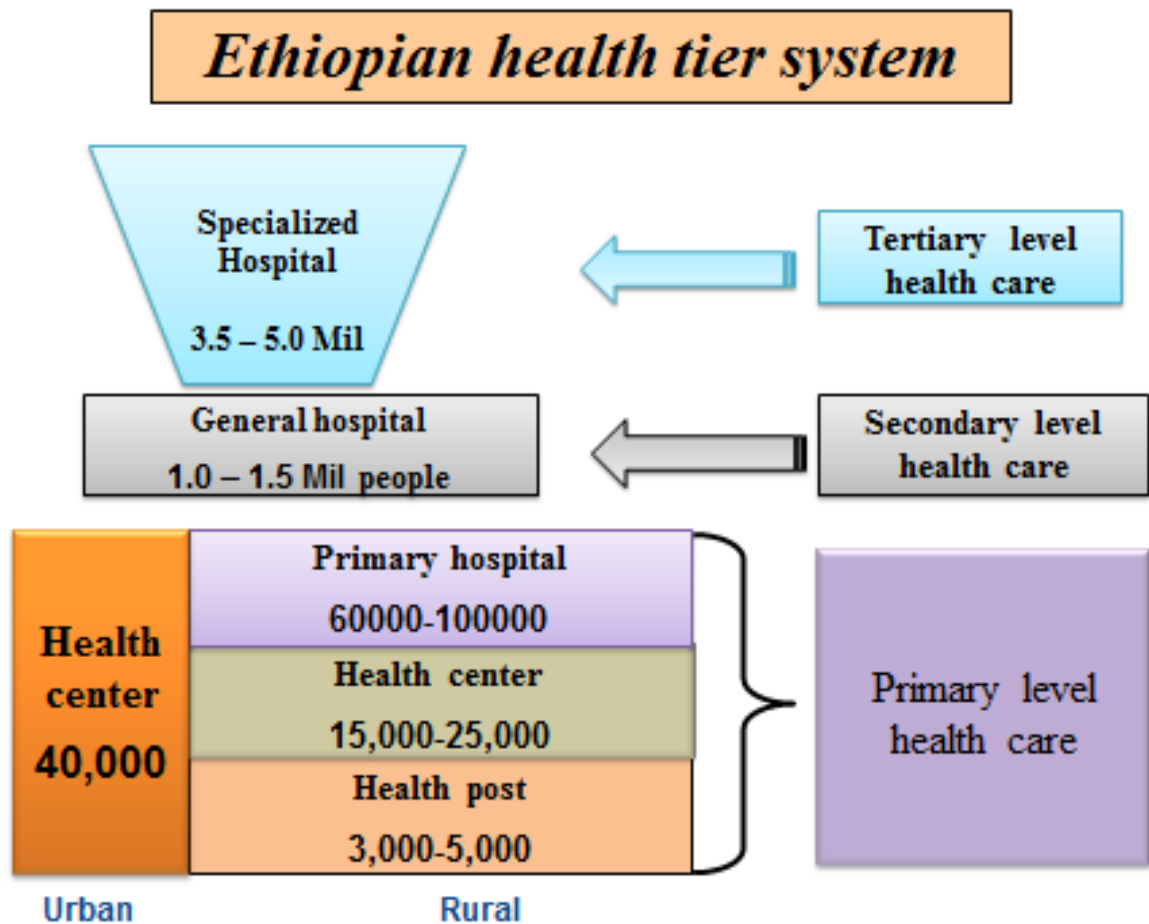 Ethiopian health tier system
Specialized
Hospital
3.5 – 5.0 Mil
Tertiary level
health care
General hospital
1.0 – 1.5 Mil people
Secondary level
health care
Health
center
40,000
Primary hospital
60000-100000
Health center
15,000-25,000
Health post
3,000-5,000
Primary level
health care
Urban
Rural